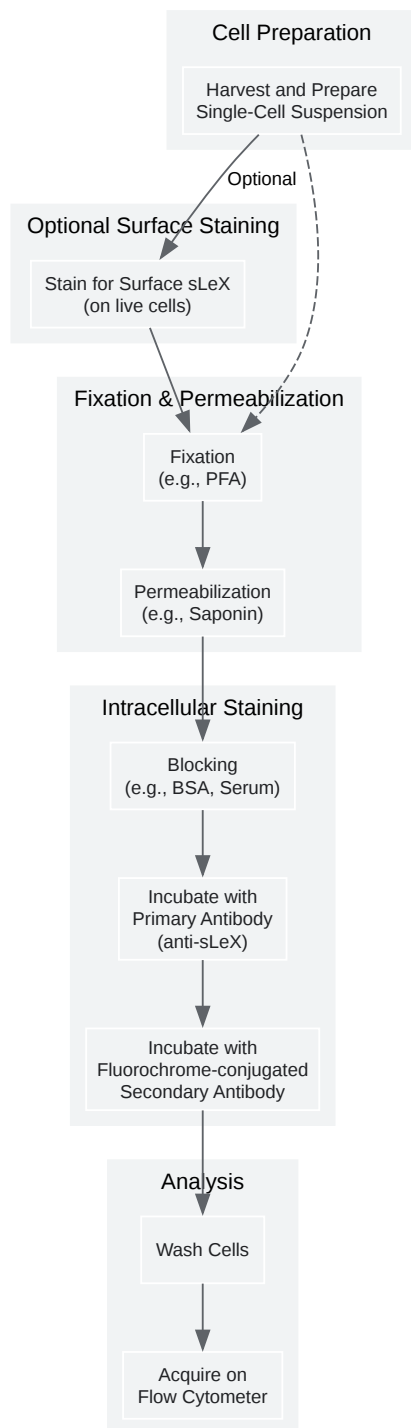 Cell Preparation
Harvest and Prepare
Single-Cell Suspension
Optional
Optional Surface Staining
Stain for Surface sLeX
(on live cells)
Fixation & Permeabilization
Fixation
(e.g., PFA)
Permeabilization
(e.g., Saponin)
Intracellular Staining
Blocking
(e.g., BSA, Serum)
Incubate with
Primary Antibody
(anti-sLeX)
Incubate with
Fluorochrome-conjugated
Secondary Antibody
Analysis
Wash Cells
Acquire on
Flow Cytometer